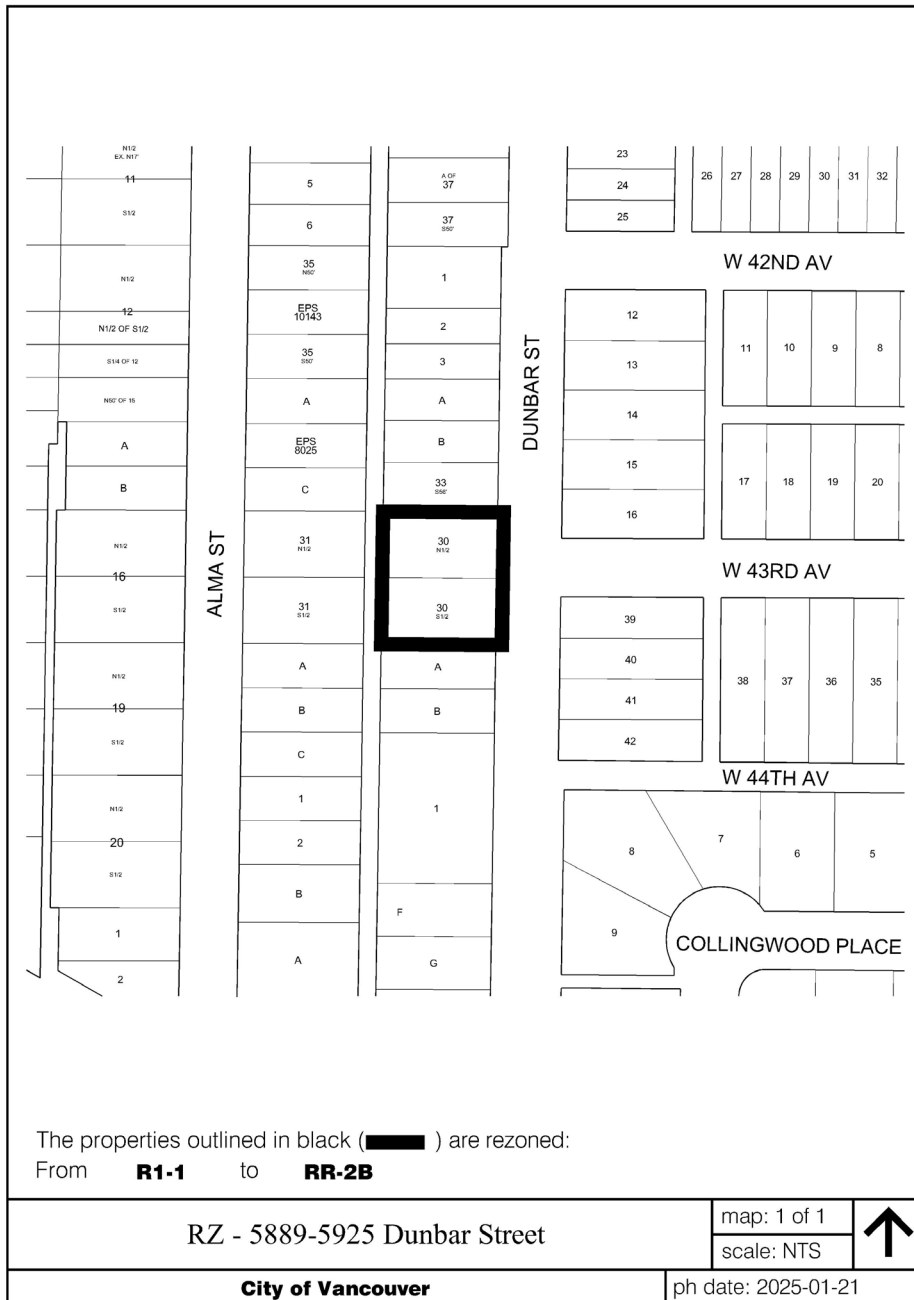 N1/2
EX. N17'
11
S1/2
N1/2
12
N1/2 OF S1/2
S1/4 OF 12
N50' OF 15
A
B
N1/2
16
S1/2
N1/2
19
S1/2
N1/2
20
S1/2
1
2
ALMA ST
5
6
35
N50'
EPS
10143
35
S50'
A
EPS
8025
C
31
N1/2
31
S1/2
A
B
C
1
2
B
A
A OF
37
37
S50'
1
2
3
A
B
33
S56'
30
N1/2
30
S1/2
A
B
1
F
G
DUNBAR ST
23
24
25
26 27 28 29 30 31 32
W 42ND AV
12
13
14
15
16
11 10 9 8
17 18 19 20
W 43RD AV
39
40
41
42
38 37 36 35
W 44TH AV
8 7 6 5
9
COLLINGWOOD PLACE
The properties outlined in black ( ) are rezoned:
From R1-1 to RR-2B
RZ - 5889-5925 Dunbar Street
map: 1 of 1
scale: NTS
City of Vancouver
ph date: 2025-01-21